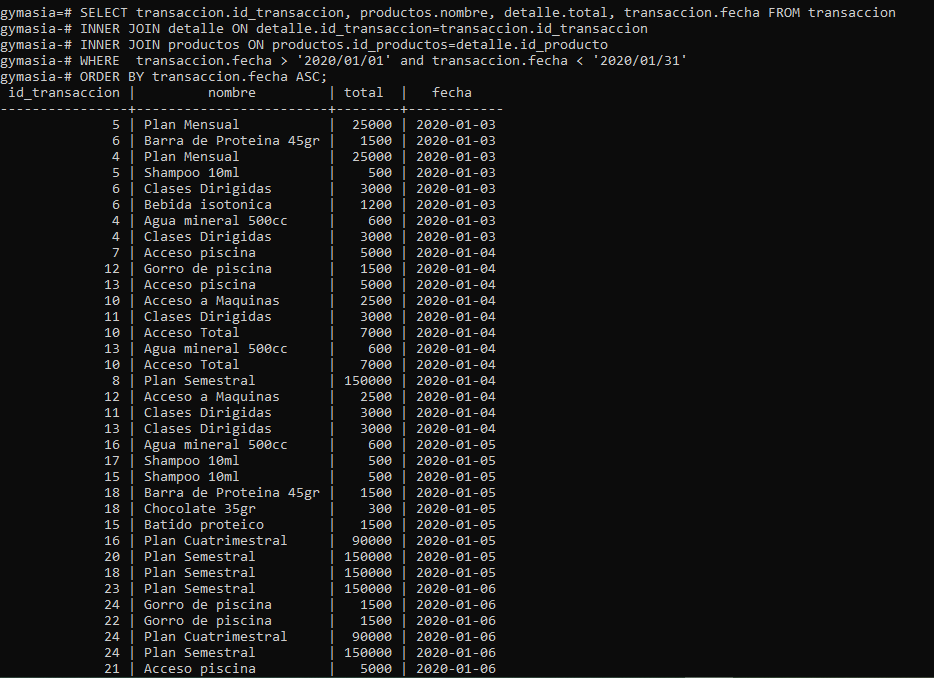 gymasia=# SELECT transaccion.id_transaccion, productos.nombre, detalle.total, transaccion.fecha FROM transaccion
gymasia-# INNER JOIN detalle ON detalle.id_transaccion=transaccion.id_transaccion
gymasia-# INNER JOIN productos ON productos.id_productos=detalle.id_producto
gymasia-# WHERE  transaccion.fecha > '2020/01/01' and transaccion.fecha < '2020/01/31'
gymasia-# ORDER BY transaccion.fecha ASC;
 id_transaccion |         nombre         | total  |   fecha
----------------+------------------------+--------+------------
              5 | Plan Mensual           |  25000 | 2020-01-03
              6 | Barra de Proteina 45gr |   1500 | 2020-01-03
              4 | Plan Mensual           |  25000 | 2020-01-03
              5 | Shampoo 10ml           |    500 | 2020-01-03
              6 | Clases Dirigidas       |   3000 | 2020-01-03
              6 | Bebida isotonica       |   1200 | 2020-01-03
              4 | Agua mineral 500cc     |    600 | 2020-01-03
              4 | Clases Dirigidas       |   3000 | 2020-01-03
              7 | Acceso piscina         |   5000 | 2020-01-04
             12 | Gorro de piscina       |   1500 | 2020-01-04
             13 | Acceso piscina         |   5000 | 2020-01-04
             10 | Acceso a Maquinas      |   2500 | 2020-01-04
             11 | Clases Dirigidas       |   3000 | 2020-01-04
             10 | Acceso Total           |   7000 | 2020-01-04
             13 | Agua mineral 500cc     |    600 | 2020-01-04
             10 | Acceso Total           |   7000 | 2020-01-04
              8 | Plan Semestral         | 150000 | 2020-01-04
             12 | Acceso a Maquinas      |   2500 | 2020-01-04
             11 | Clases Dirigidas       |   3000 | 2020-01-04
             13 | Clases Dirigidas       |   3000 | 2020-01-04
             16 | Agua mineral 500cc     |    600 | 2020-01-05
             17 | Shampoo 10ml           |    500 | 2020-01-05
             15 | Shampoo 10ml           |    500 | 2020-01-05
             18 | Barra de Proteina 45gr |   1500 | 2020-01-05
             18 | Chocolate 35gr         |    300 | 2020-01-05
             15 | Batido proteico        |   1500 | 2020-01-05
             16 | Plan Cuatrimestral     |  90000 | 2020-01-05
             20 | Plan Semestral         | 150000 | 2020-01-05
             18 | Plan Semestral         | 150000 | 2020-01-05
             23 | Plan Semestral         | 150000 | 2020-01-06
             24 | Gorro de piscina       |   1500 | 2020-01-06
             22 | Gorro de piscina       |   1500 | 2020-01-06
             24 | Plan Cuatrimestral     |  90000 | 2020-01-06
             24 | Plan Semestral         | 150000 | 2020-01-06
             21 | Acceso piscina         |   5000 | 2020-01-06